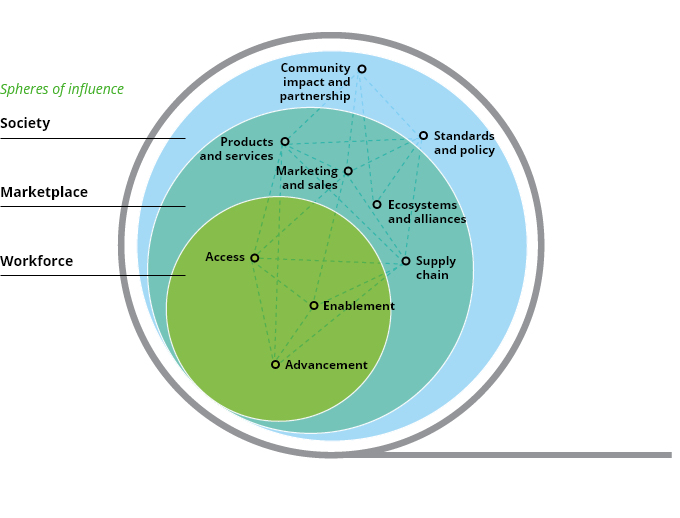 Spheres of influence
Society
Marketplace
Workforce
Community
impact and
partnership
Standards
and policy
Products
and services
Marketing
and sales
Ecosystems
and alliances
Supply
chain
Access
Enablement
Advancement